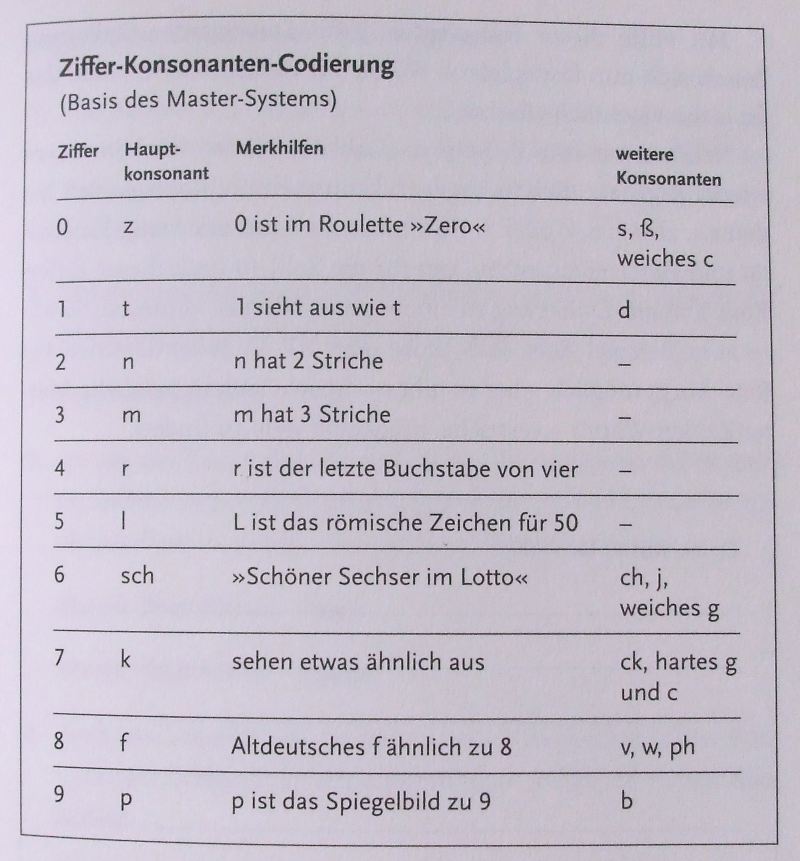 Ziffer-Konsonanten-Codierung
(Basis des Master-Systems)
Ziffer Haupt- Merkhilfen weitere
konsonant Konsonanten
0 z 0 ist im Roulette »Zero« s, ß,
weiches c
1 t 1 sieht aus wie t d
2 n n hat 2 Striche –
3 m m hat 3 Striche –
4 r r ist der letzte Buchstabe von vier –
5 l L ist das römische Zeichen für 50 –
6 sch »Schöner Sechser im Lotto« ch, j,
weiches g
7 k sehen etwas ähnlich aus ck, hartes g
und c
8 f Altdeutsches f ähnlich zu 8 v, w, ph
9 p p ist das Spiegelbild zu 9 b